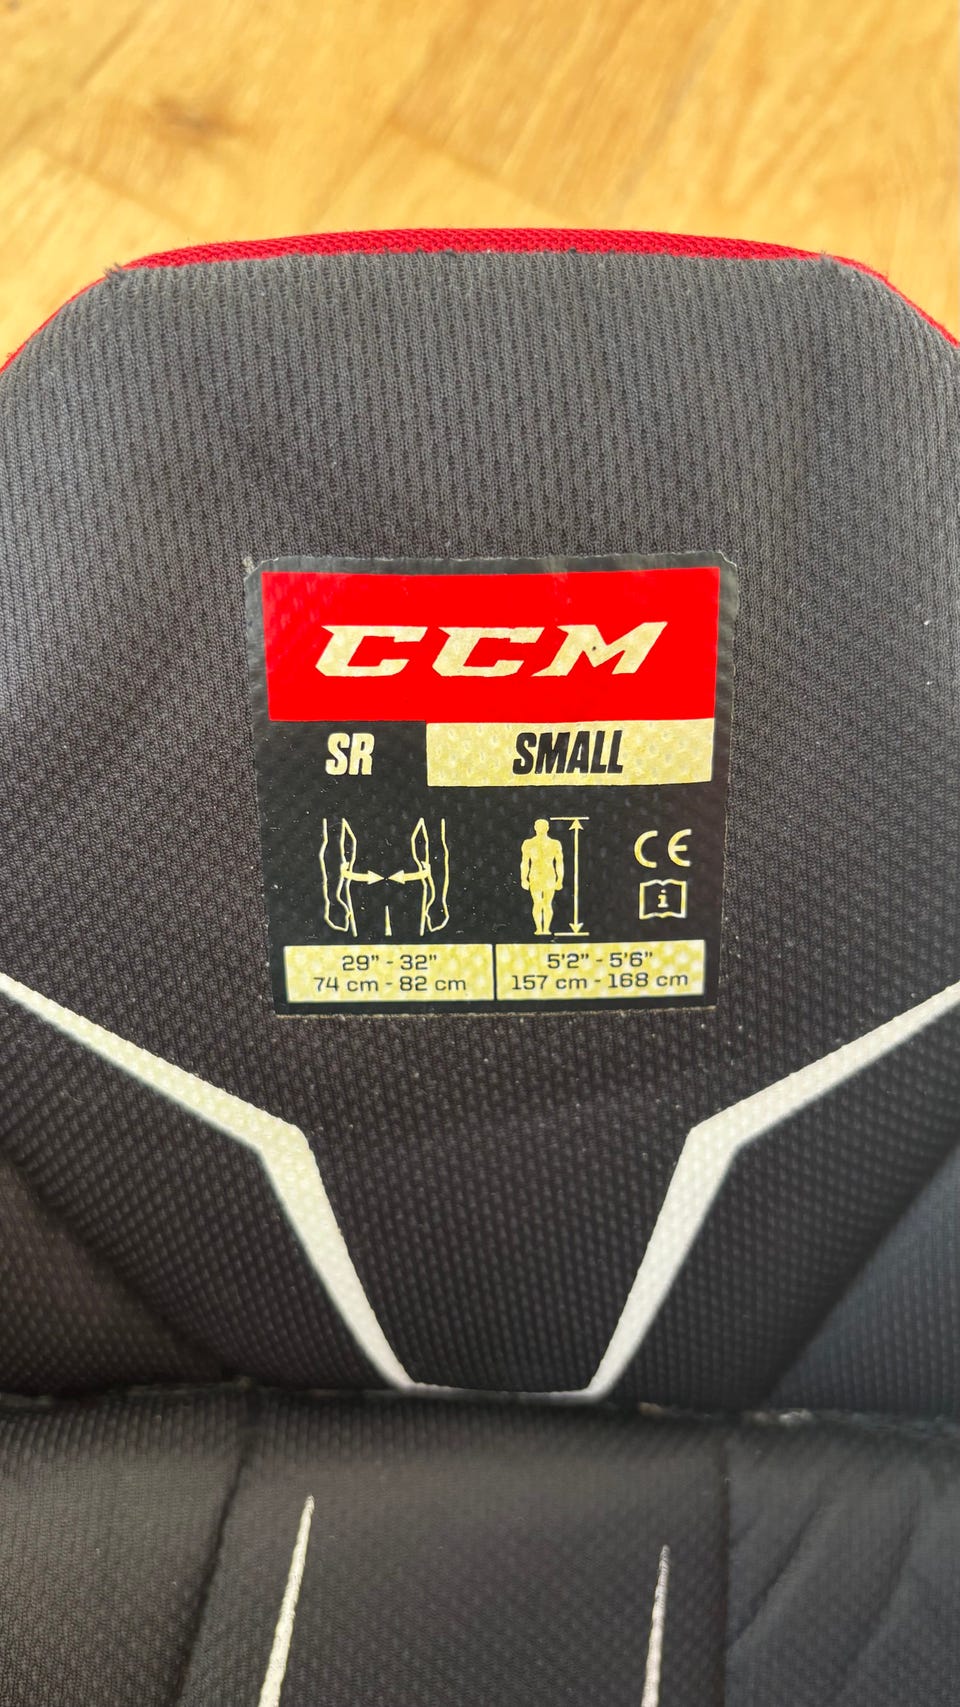 CCM
SR SMALL
CE
i
29" - 32" 5'2" - 5'6"
74 cm - 82 cm 157 cm - 168 cm